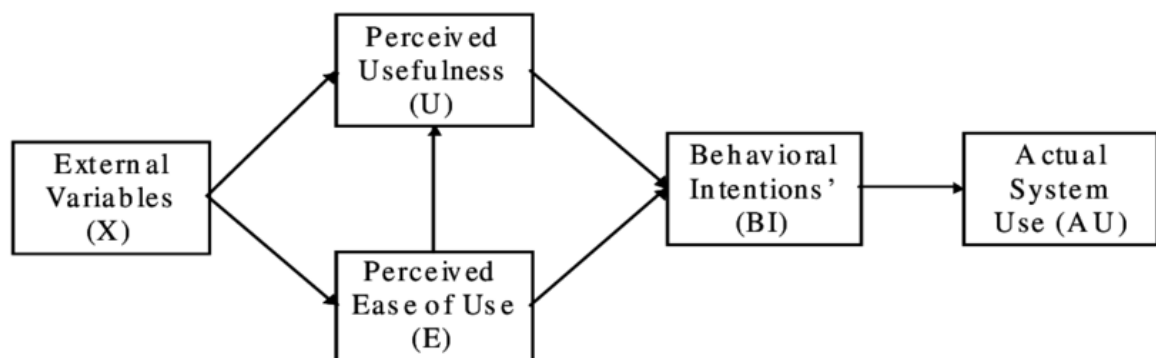 External
Variables
(X)
Perceived
Usefulness
(U)
Perceived
Ease of Use
(E)
Behavioral
Intentions’
(BI)
Actual
System
Use (AU)